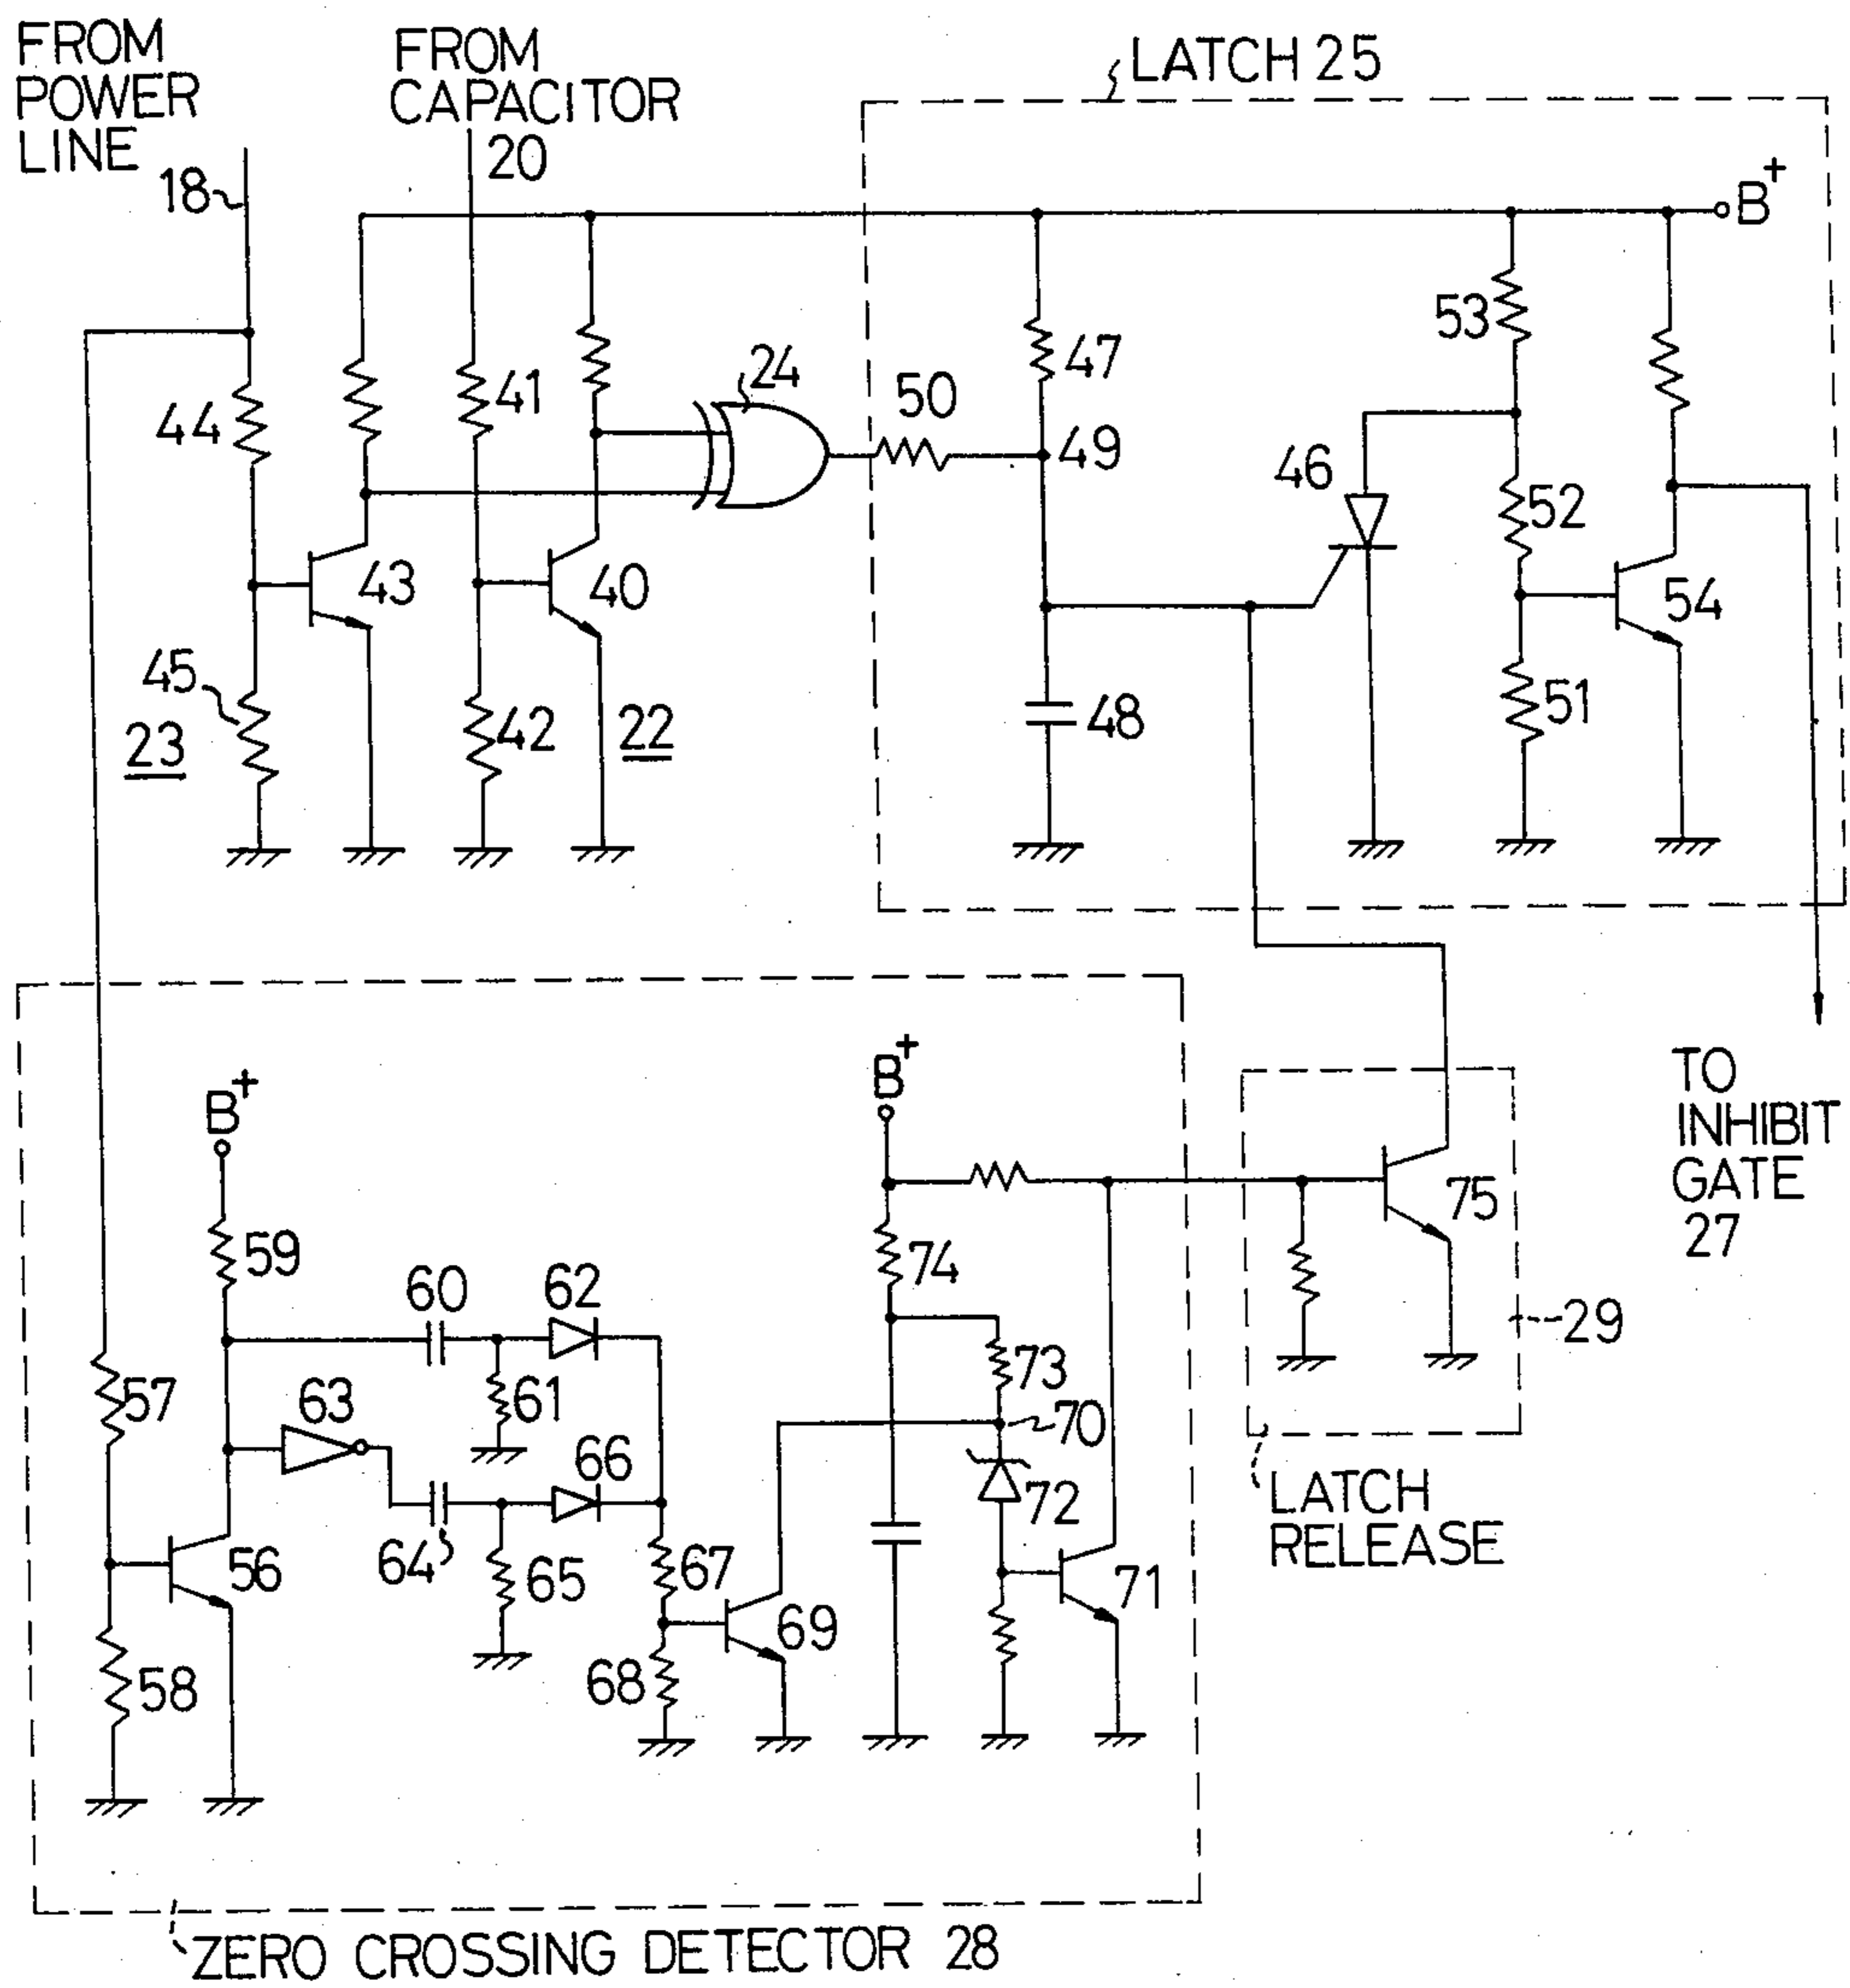 FROM
POWER
LINE
18
FROM
CAPACITOR
20
LATCH 25
B+
53
47
24
41
50
44
49
46
52
43
40
54
45
42
22
23
48
51
B+
B+
TO
INHIBIT
GATE
27
75
59
74
60
62
29
73
57
63
61
70
66
72
LATCH
RELEASE
56
64
65
67
71
69
58
68
ZERO CROSSING DETECTOR 28